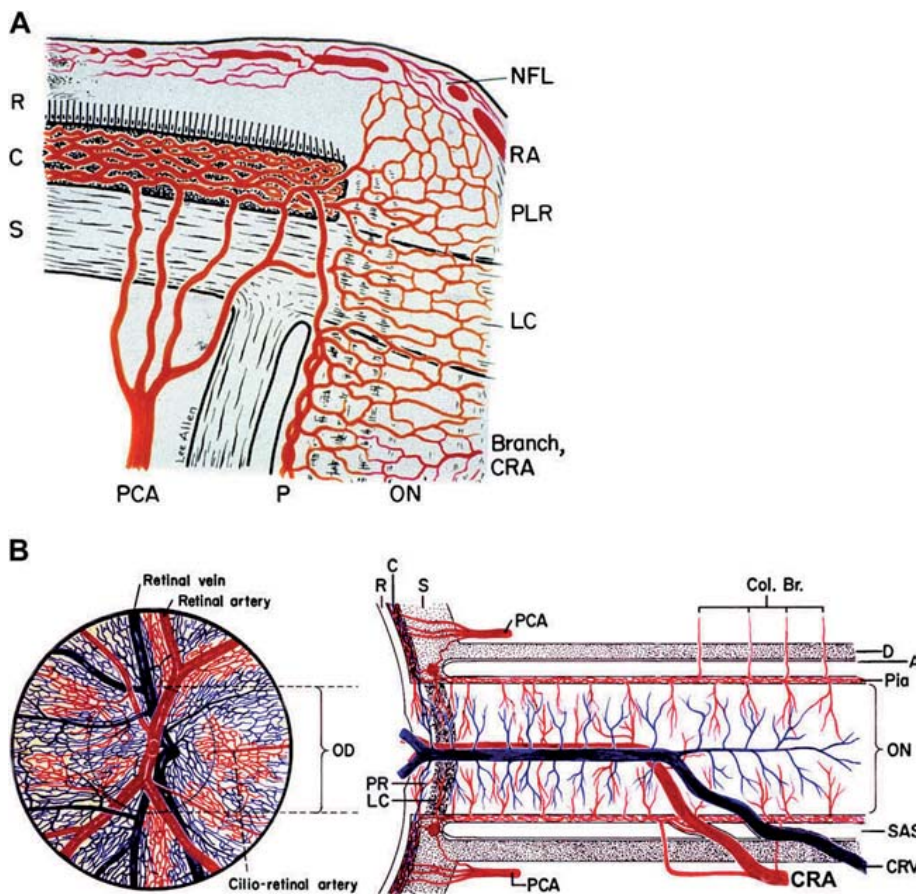 A
NFL
R
RA
C
PLR
S
LC
Lee Allen
Branch,
CRA
PCA
P
ON
B
Retinal vein
Retinal artery
OD
Cilio-retinal artery
C
R
S
PCA
Col. Br.
D
A
Pia
ON
PR
LC
SAS
CRV
CRA
PCA